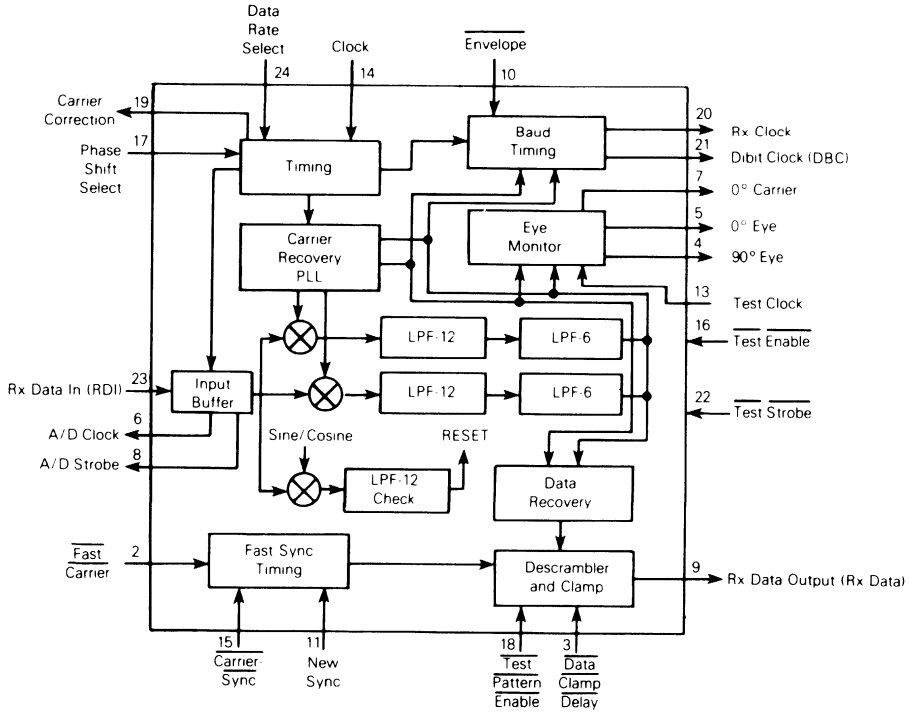 Data
Rate
Select
Clock
Envelope
24
14
10
Carrier
Correction
19
17
Phase
Shift
Select
Timing
Baud
Timing
20
Rx Clock
21
Dibit Clock (DBC)
7
0° Carrier
5
0° Eye
4
90° Eye
Carrier
Recovery
PLL
Eye
Monitor
13
Test Clock
16
Test Enable
LPF-12
LPF-6
23
Rx Data In (RDI)
Input
Buffer
LPF-12
LPF-6
22
Test Strobe
6
A/D Clock
8
A/D Strobe
Sine/Cosine
RESET
LPF-12
Check
Data
Recovery
Fast
Carrier
2
Fast Sync
Timing
Descrambler
and Clamp
9
Rx Data Output (Rx Data)
15
11
18
3
Carrier-
Sync
New
Sync
Test
Pattern
Enable
Data
Clamp
Delay